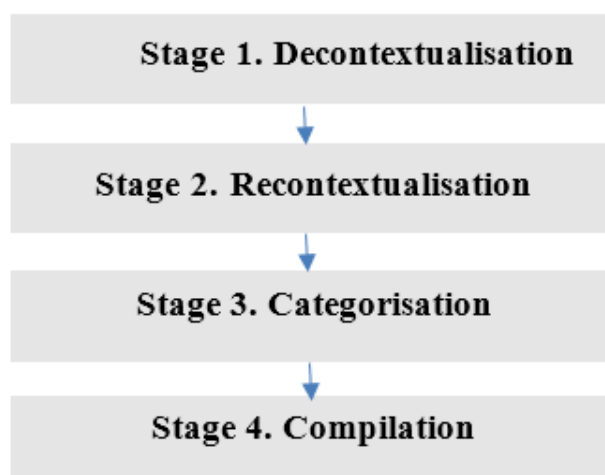 Stage 1. Decontextualisation
Stage 2. Recontextualisation
Stage 3. Categorisation
Stage 4. Compilation